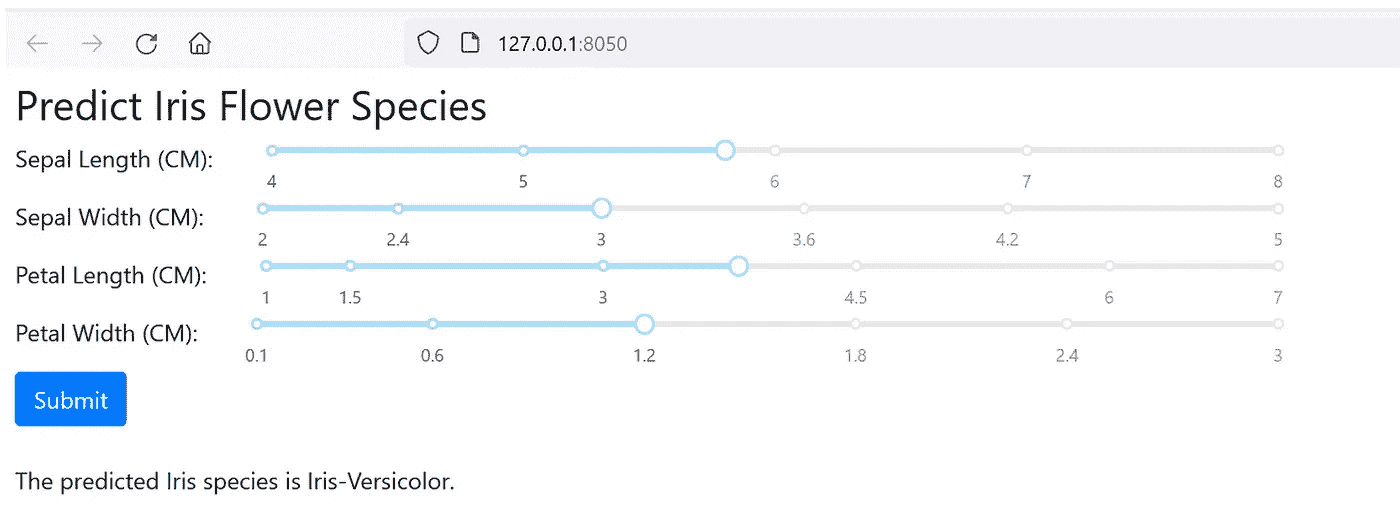 127.0.0.1:8050
Predict Iris Flower Species
Sepal Length (CM):
4 5 6 7 8
Sepal Width (CM):
2 2.4 3 3.6 4.2 5
Petal Length (CM):
1 1.5 3 4.5 6 7
Petal Width (CM):
0.1 0.6 1.2 1.8 2.4 3
Submit
The predicted Iris species is Iris-Versicolor.